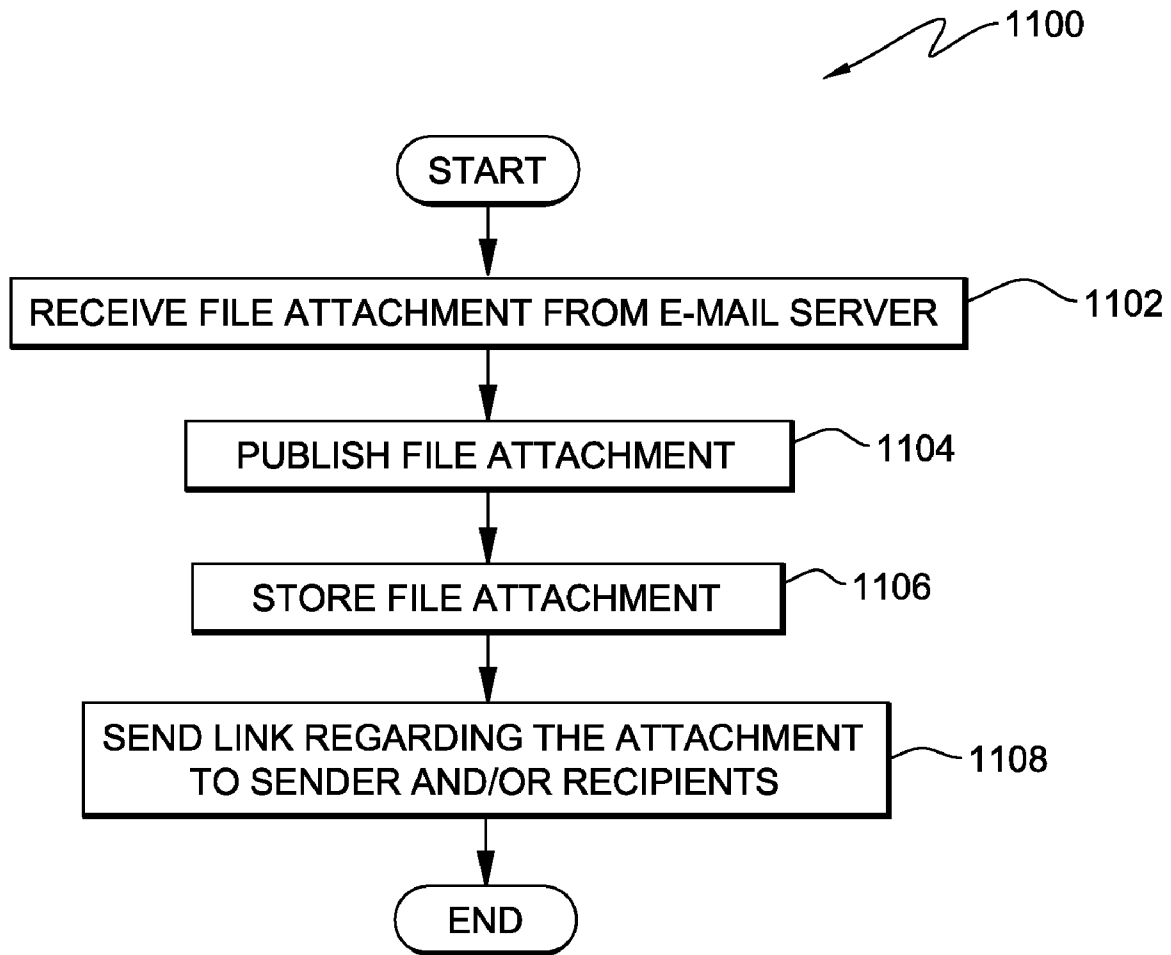 1100
START
RECEIVE FILE ATTACHMENT FROM E-MAIL SERVER
1102
PUBLISH FILE ATTACHMENT
1104
STORE FILE ATTACHMENT
1106
SEND LINK REGARDING THE ATTACHMENT
TO SENDER AND/OR RECIPIENTS
1108
END